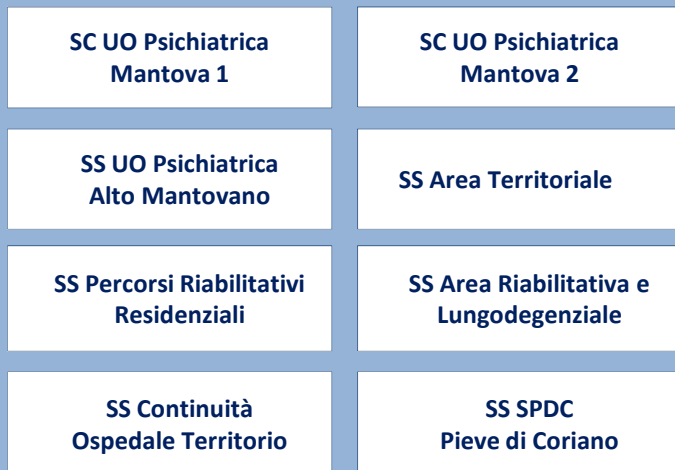 SC UO Psichiatrica
Mantova 1
SC UO Psichiatrica
Mantova 2
SS UO Psichiatrica
Alto Mantovano
SS Area Territoriale
SS Percorsi Riabilitativi
Residenziali
SS Area Riabilitativa e
Lungodegenziale
SS Continuità
Ospedale Territorio
SS SPDC
Pieve di Coriano